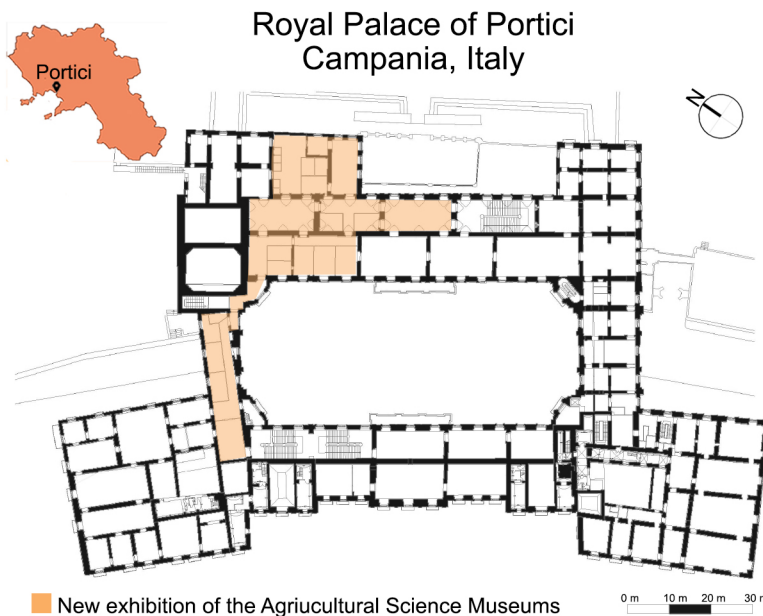 Royal Palace of Portici
Campania, Italy
Portici
N
New exhibition of the Agriucultural Science Museums
0 m 10 m 20 m 30 m